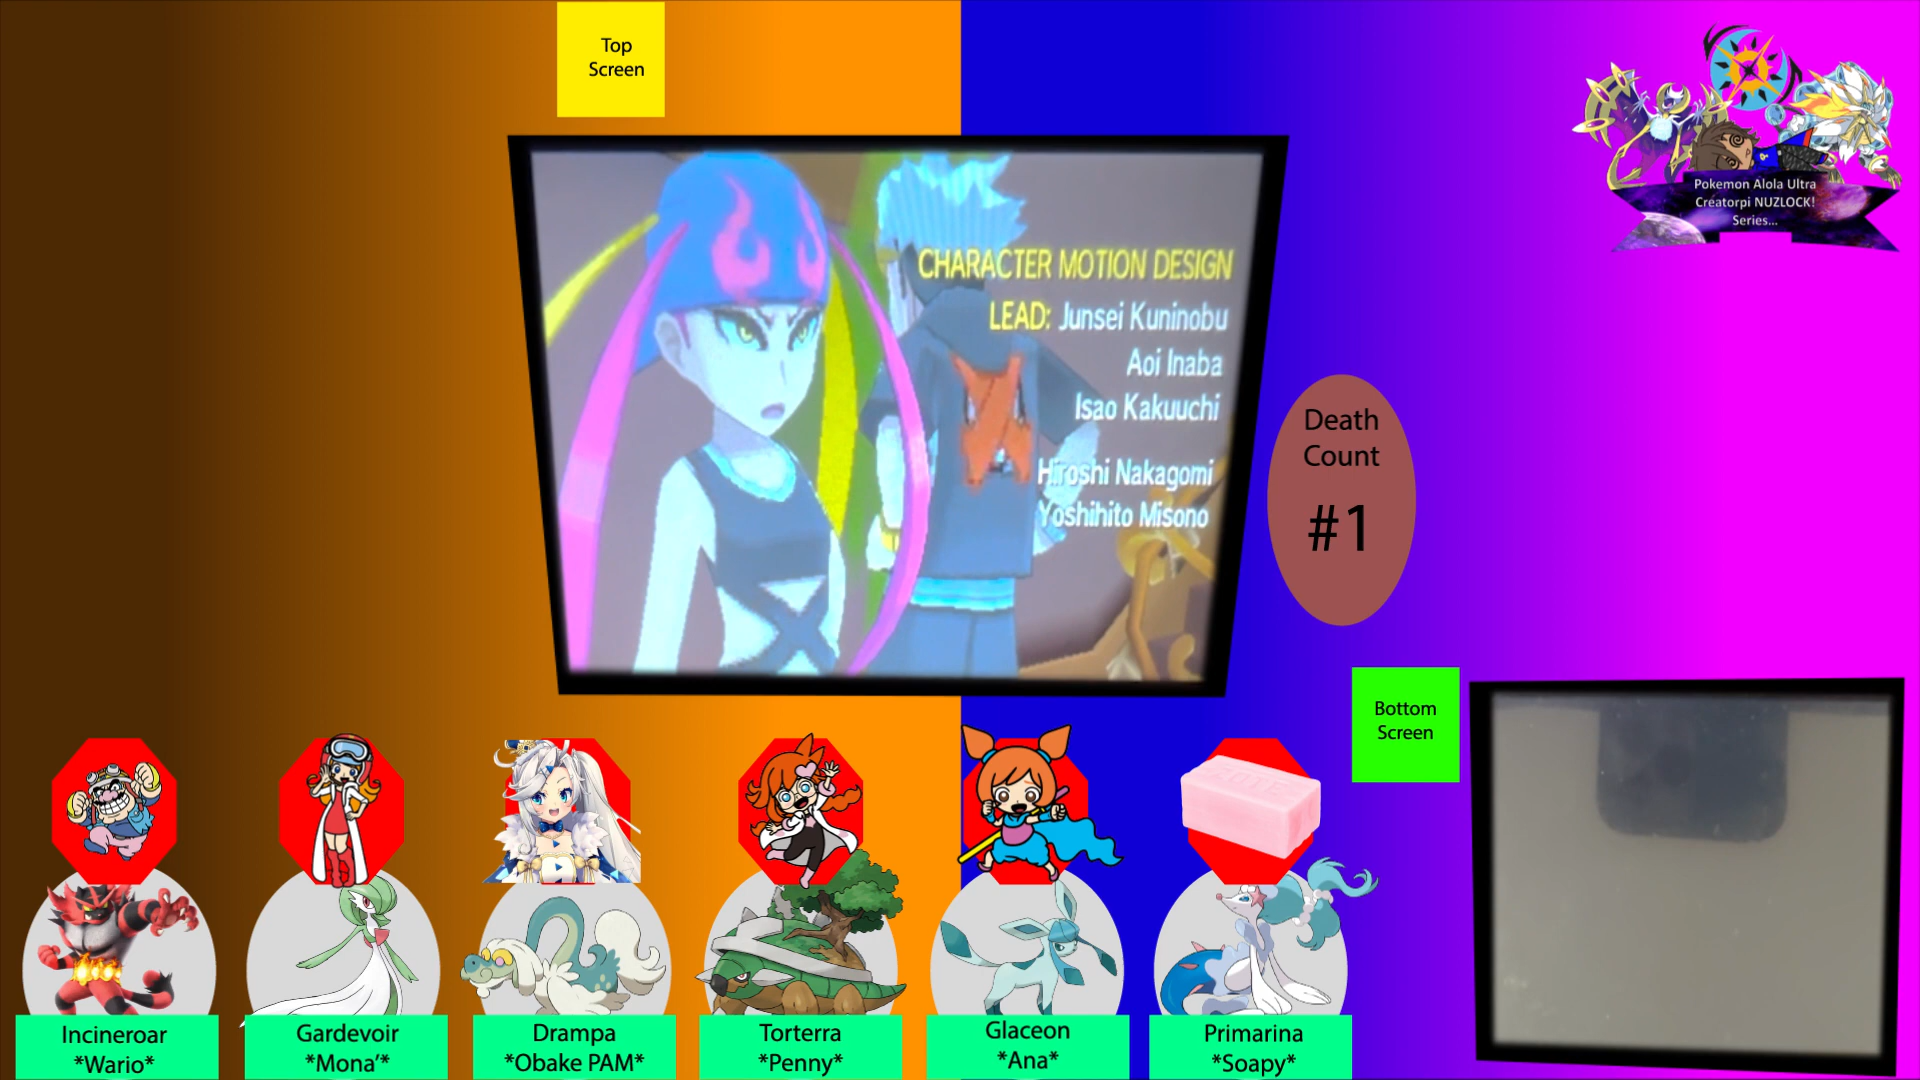 Top
Screen
Pokemon Alola Ultra
Creatorpi NUZLOCK!
Series...
CHARACTER MOTION DESIGN
LEAD: Junsei Kuninobu
Aoi Inaba
Isao Kakuuchi
Hiroshi Nakagomi
Yoshihito Misono
Death
Count
#1
Bottom
Screen
Incineroar
*Wario*
Gardevoir
*Mona'*
Drampa
*Obake PAM*
Torterra
*Penny*
Glaceon
*Ana*
Primarina
*Soapy*